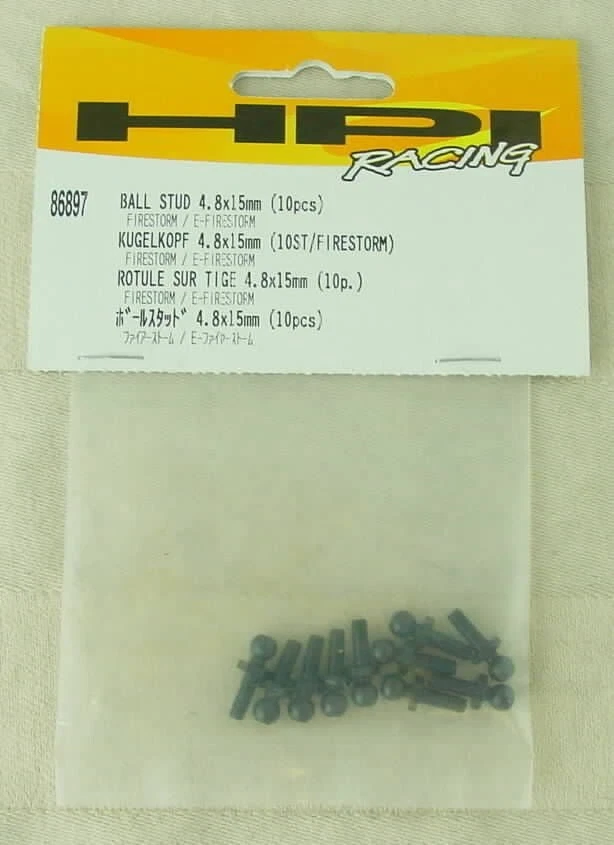 HPI
RACING
86897 BALL STUD 4.8x15mm (10pcs)
FIRESTORM / E-FIRESTORM
KUGELKOPF 4.8x15mm (10ST/FIRESTORM)
FIRESTORM / E-FIRESTORM
ROTULE SUR TIGE 4.8x15mm (10p.)
FIRESTORM / E-FIRESTORM
ボールスタッド 4.8x15mm (10pcs)
ファイアーストーム / E-ファイヤーストーム